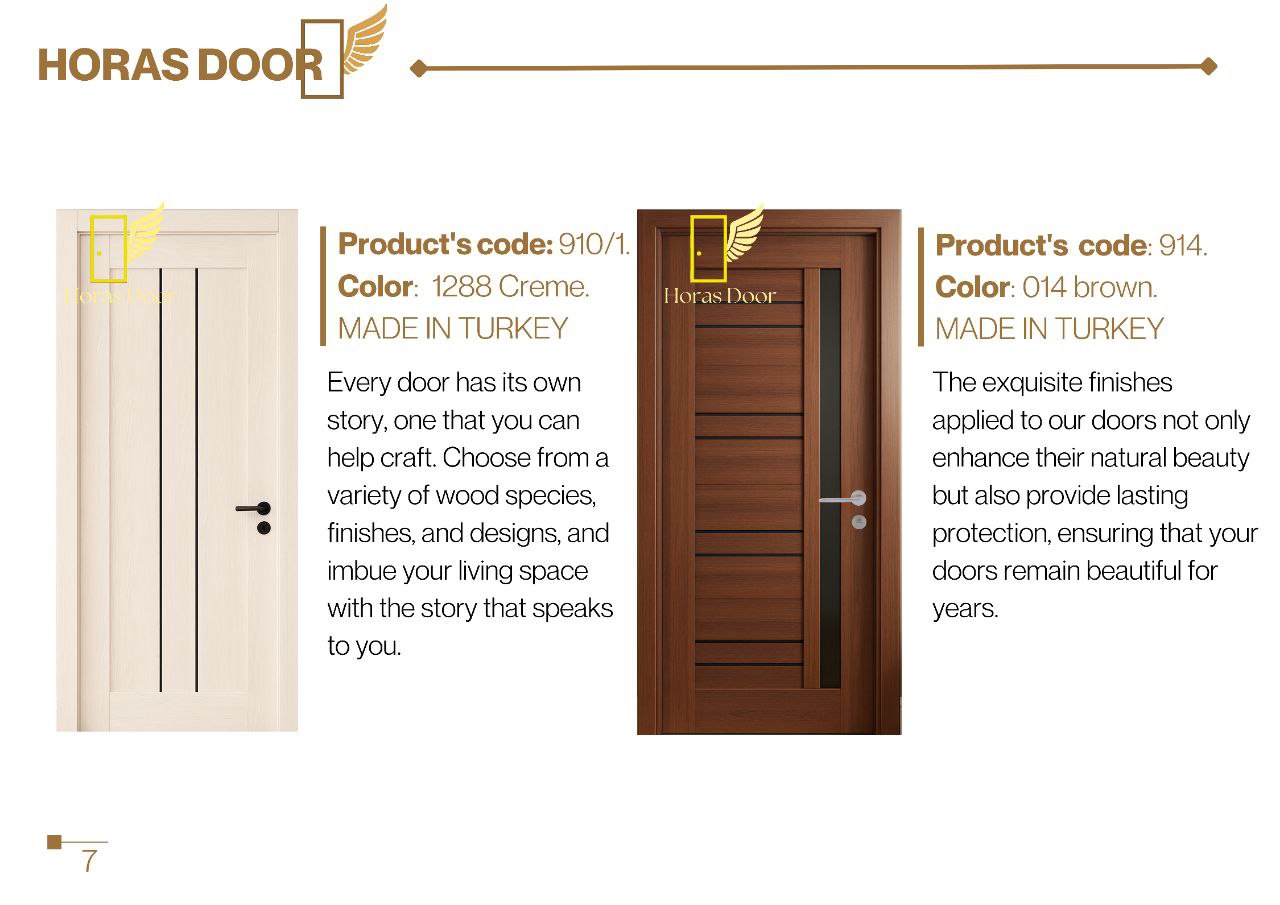 HORAS DOOR
Horas Door
Product's code: 910/1.
Color: 1288 Creme.
MADE IN TURKEY
Every door has its own
story, one that you can
help craft. Choose from a
variety of wood species,
finishes, and designs, and
imbue your living space
with the story that speaks
to you.
Horas Door
Product's code: 914.
Color: 014 brown.
MADE IN TURKEY
The exquisite finishes
applied to our doors not only
enhance their natural beauty
but also provide lasting
protection, ensuring that your
doors remain beautiful for
years.
7